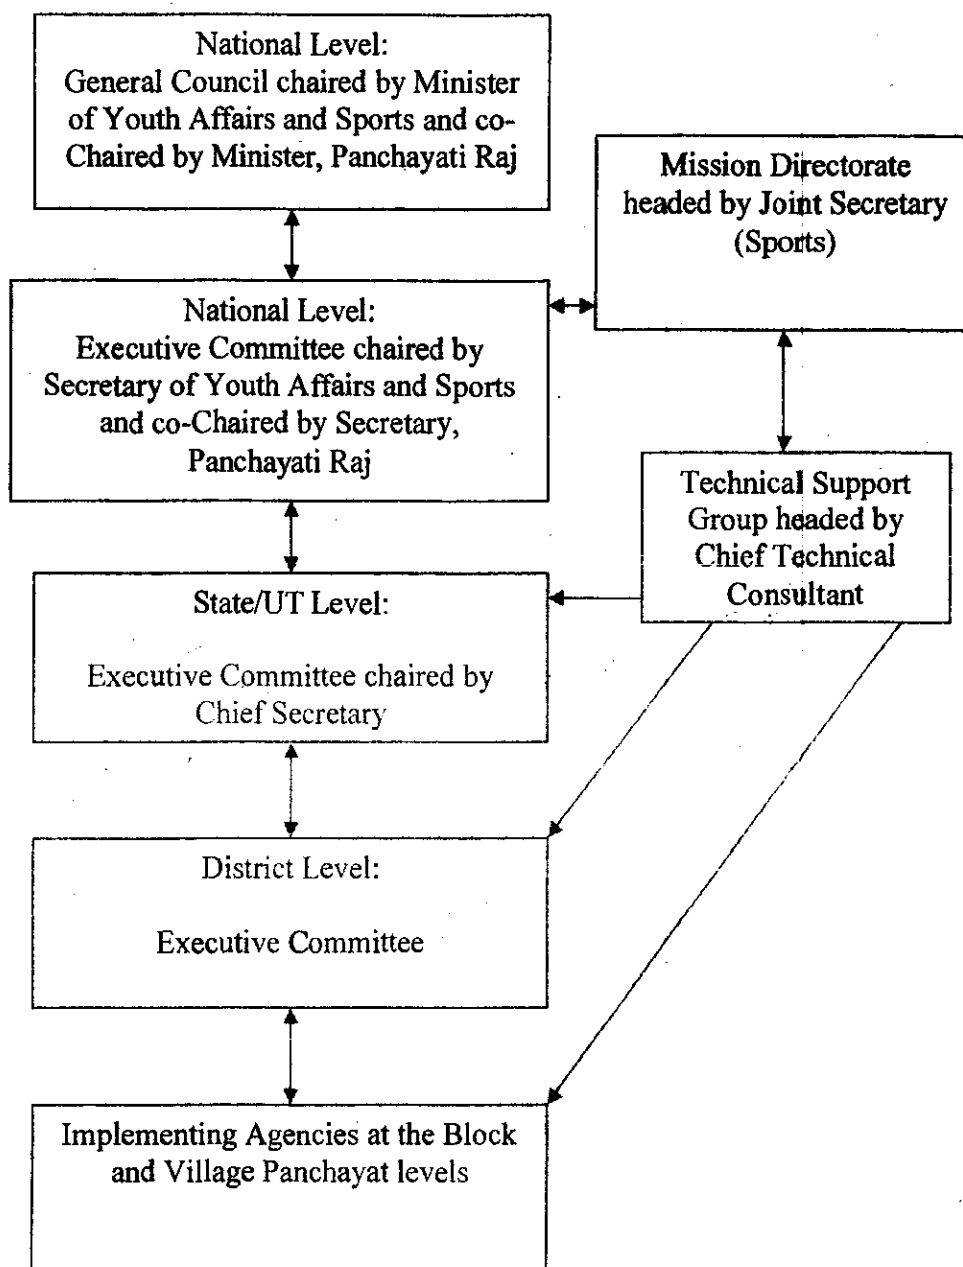 National Level:
General Council chaired by Minister
of Youth Affairs and Sports and co-
Chaired by Minister, Panchayati Raj
Mission Directorate
headed by Joint Secretary
(Sports)
National Level:
Executive Committee chaired by
Secretary of Youth Affairs and Sports
and co-Chaired by Secretary,
Panchayati Raj
Technical Support
Group headed by
Chief Technical
Consultant
State/UT Level:
Executive Committee chaired by
Chief Secretary
District Level:
Executive Committee
Implementing Agencies at the Block
and Village Panchayat levels